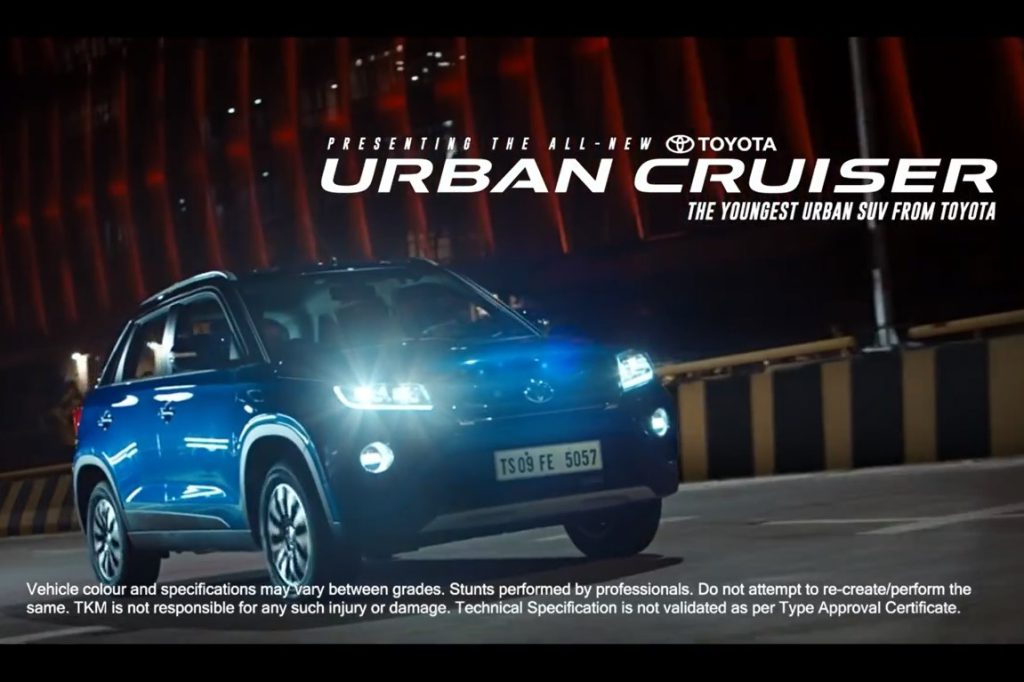 PRESENTING THE ALL-NEW TOYOTA
URBAN CRUISER
THE YOUNGEST URBAN SUV FROM TOYOTA
TS09 FE 5057
Vehicle colour and specifications may vary between grades. Stunts performed by professionals. Do not attempt to re-create/perform the
same. TKM is not responsible for any such injury or damage. Technical Specification is not validated as per Type Approval Certificate.